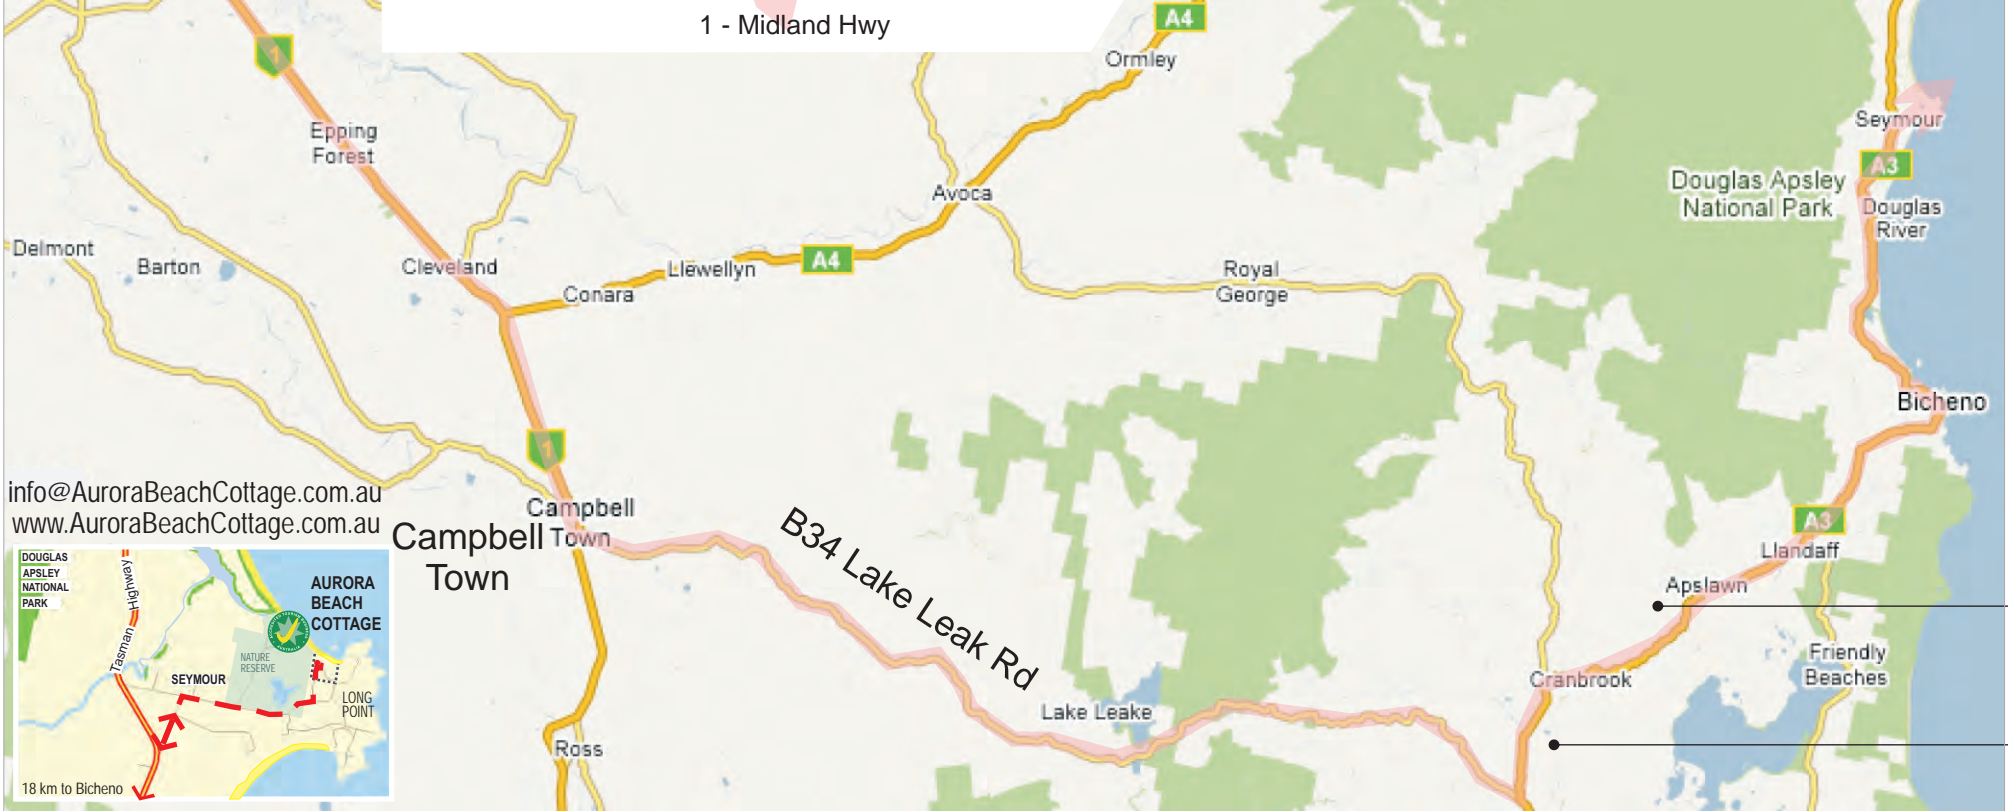 1 - Midland Hwy
A4
Ormley
1
Epping
Forest
Seymour
A3
Douglas Apsley
National Park
Douglas
River
Avoca
Delmont
Barton
Cleveland
Llewellyn
A4
Conara
Royal
George
Bicheno
1
info@AuroraBeachCottage.com.au
www.AuroraBeachCottage.com.au
Campbell
Town
Campbell
Town
B34 Lake Leak Rd
A3
Llandaff
Apslawn
Friendly
Beaches
Cranbrook
Lake Leake
Ross
DOUGLAS
APSLEY
NATIONAL
PARK
Highway
Tasman
AURORA
BEACH
COTTAGE
NATURE
RESERVE
SEYMOUR
LONG
POINT
18 km to Bicheno